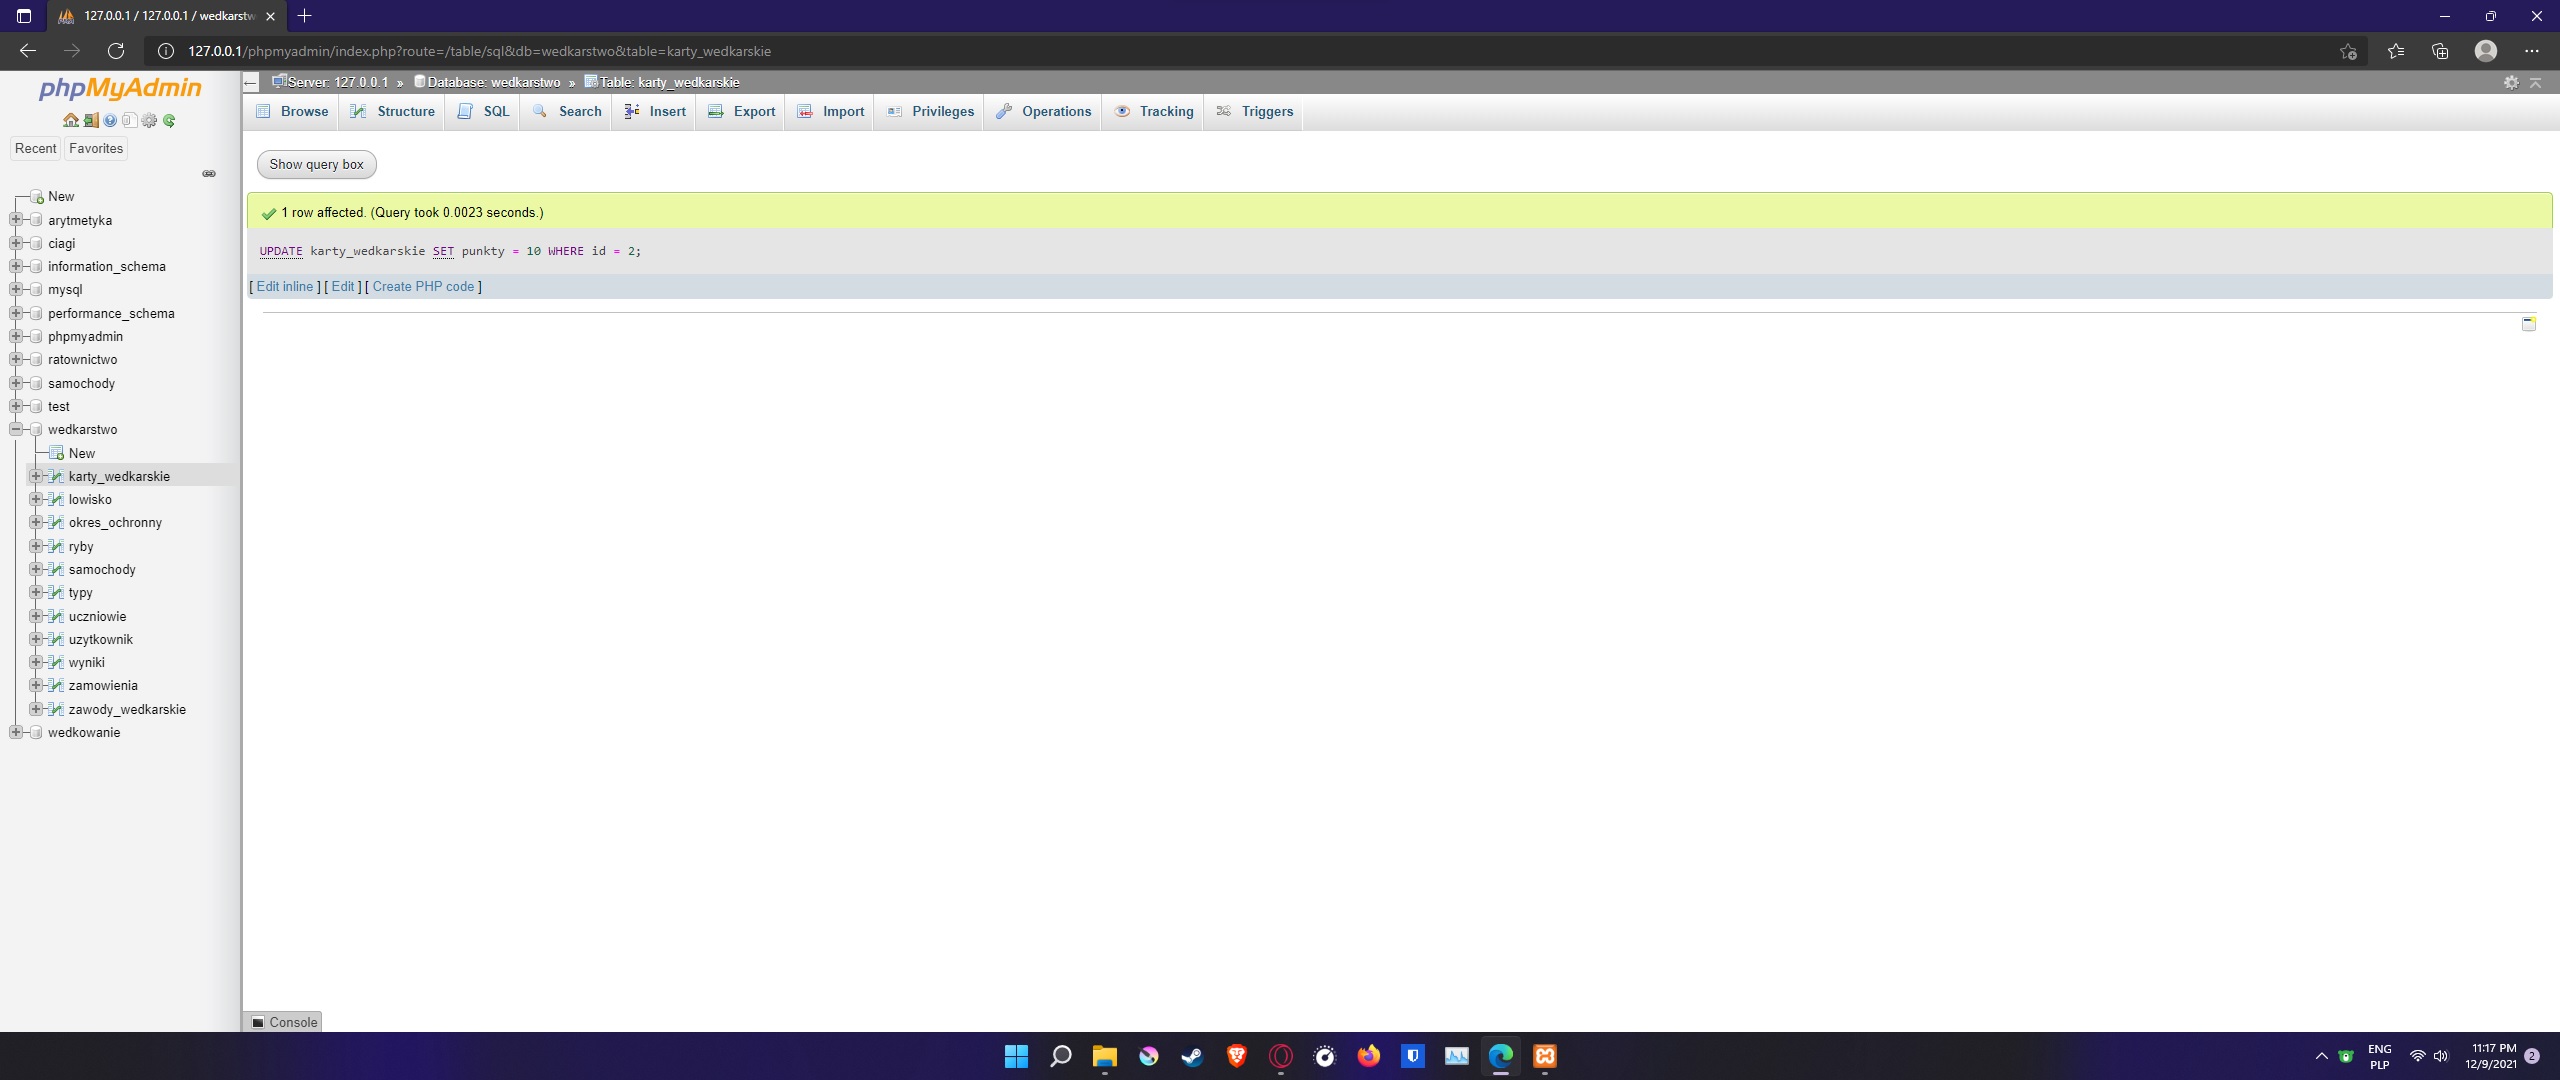 127.0.0.1 / 127.0.0.1 / wedkarstw
127.0.0.1/phpmyadmin/index.php?route=/table/sql&db=wedkarstwo&table=karty_wedkarskie
phpMyAdmin
Recent Favorites
New
arytmetyka
ciagi
information_schema
mysql
performance_schema
phpmyadmin
ratownictwo
samochody
test
wedkarstwo
New
karty_wedkarskie
lowisko
okres_ochronny
ryby
samochody
typy
uczniowie
uzytkownik
wyniki
zamowienia
zawody_wedkarskie
wedkowanie
Server: 127.0.0.1 » Database: wedkarstwo » Table: karty_wedkarskie
Browse Structure SQL Search Insert Export Import Privileges Operations Tracking Triggers
Show query box
1 row affected. (Query took 0.0023 seconds.)
UPDATE karty_wedkarskie SET punkty = 10 WHERE id = 2;
[ Edit inline ] [ Edit ] [ Create PHP code ]
Console
ENG
PLP
11:17 PM
12/9/2021
2